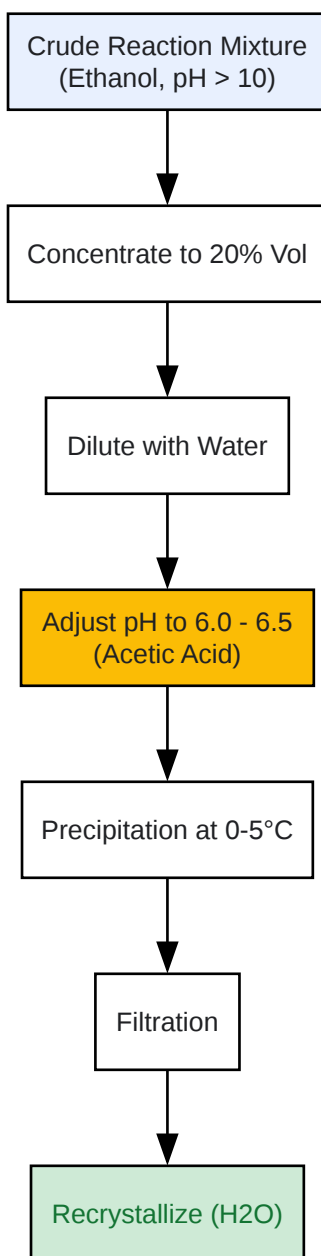 Crude Reaction Mixture
(Ethanol, pH > 10)
Concentrate to 20% Vol
Dilute with Water
Adjust pH to 6.0 - 6.5
(Acetic Acid)
Precipitation at 0-5°C
Filtration
Recrystallize (H2O)